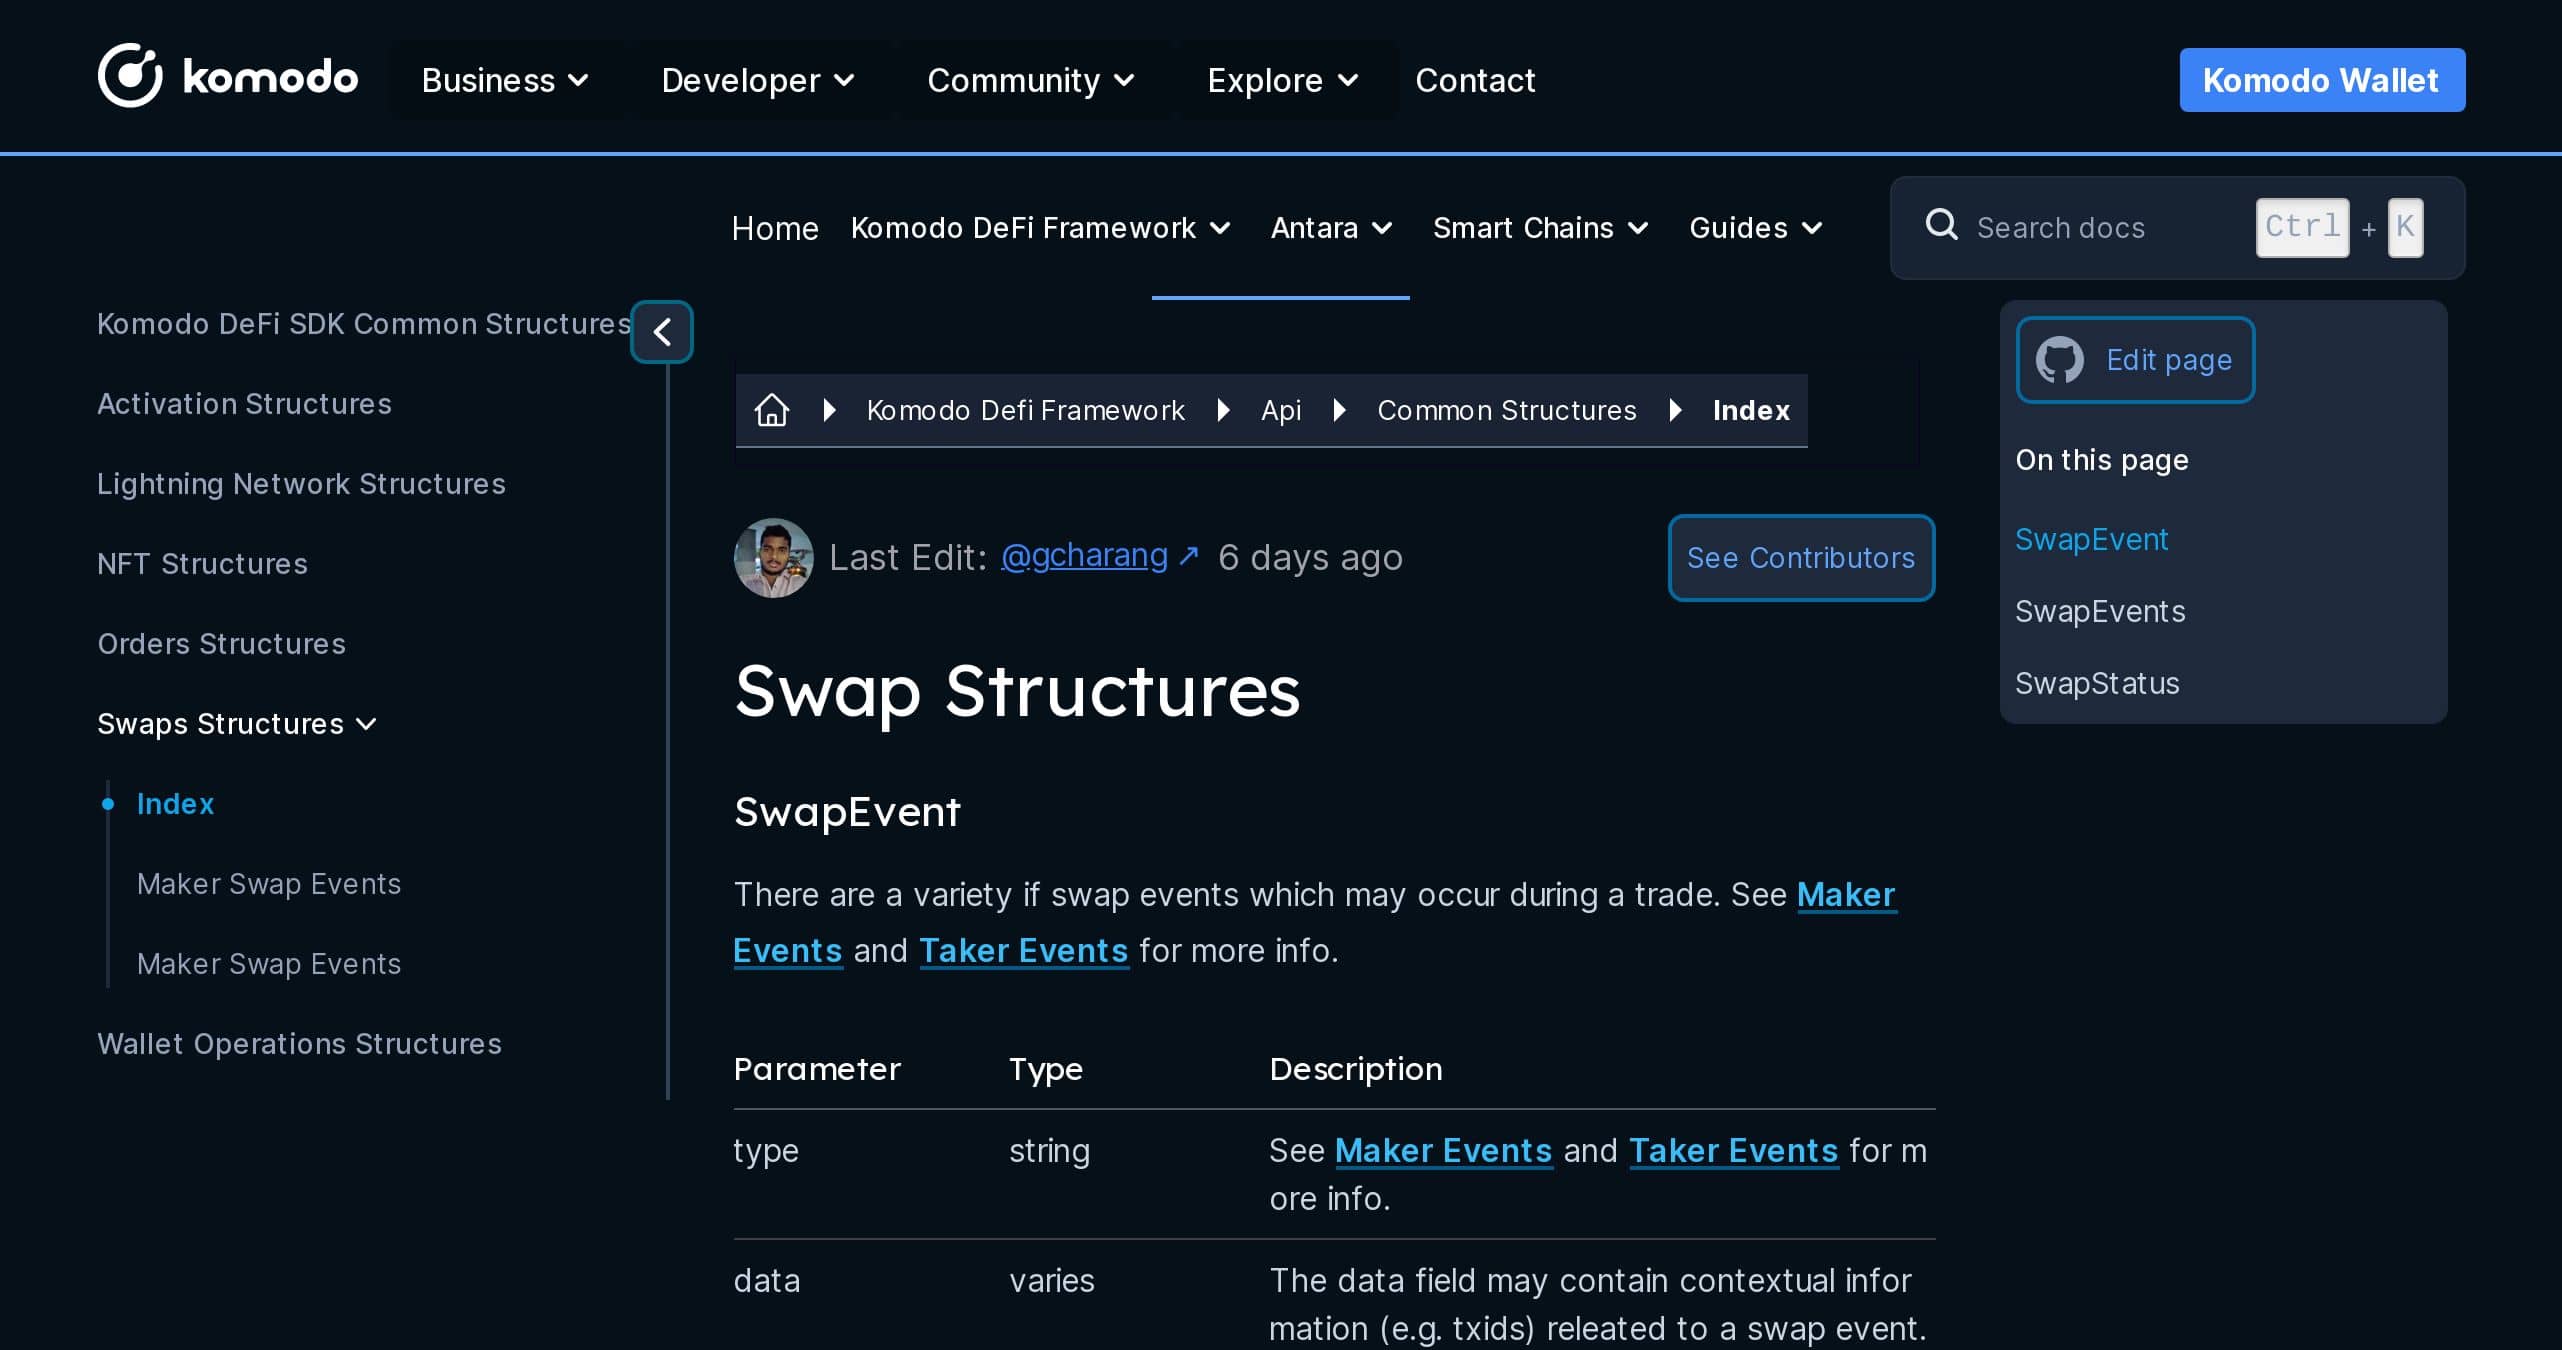 komodo
Business
Developer
Community
Explore
Contact
Komodo Wallet
Home
Komodo DeFi Framework
Antara
Smart Chains
Guides
Search docs
Ctrl + K
Komodo DeFi SDK Common Structures
Activation Structures
Lightning Network Structures
NFT Structures
Orders Structures
Swaps Structures
Index
Maker Swap Events
Maker Swap Events
Wallet Operations Structures
Komodo Defi Framework
Api
Common Structures
Index
Last Edit: @gcharang ↗ 6 days ago
See Contributors
Swap Structures
SwapEvent
There are a variety if swap events which may occur during a trade. See Maker
Events and Taker Events for more info.
Parameter Type Description
type string See Maker Events and Taker Events for m
ore info.
data varies The data field may contain contextual infor
mation (e.g. txids) releated to a swap event.
Edit page
On this page
SwapEvent
SwapEvents
SwapStatus